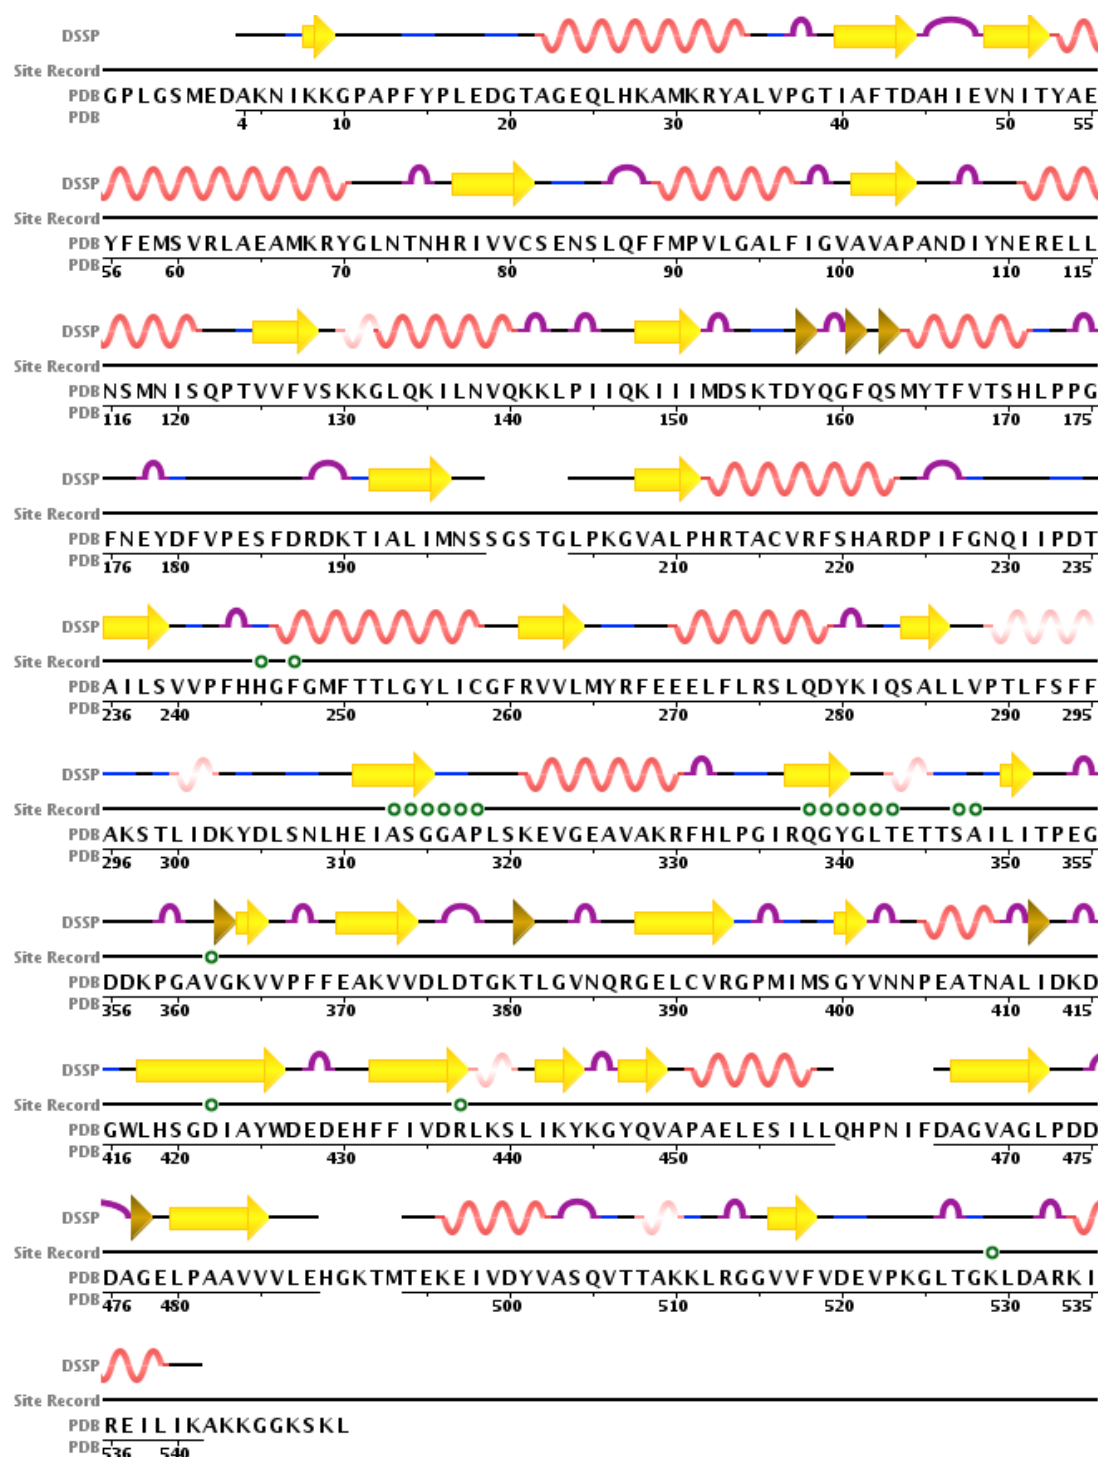 DSSP
Site Record
PDB GPLGSMEDAKNIKKGPAPFYPLEDGTAGEQLHKAMKRYALVPGTIAFTDAHIEVNITYAE
PDB 4 10 20 30 40 50 55
DSSP
Site Record
PDB YFEMSVRLAEAMKRYGLNTNHRIVVCSENSLQFFMPVLGALFIGVAVAPANDIYNERELL
PDB 56 60 70 80 90 100 110 115
DSSP
Site Record
PDB NSMNISQPTVVFVSKKGLQKILNVQKKLPIIQKIIIMDSKTDYQGFQSMYTFVTSHLPPG
PDB 116 120 130 140 150 160 170 175
DSSP
Site Record
PDB FNEYDFVPESFDRDKTIALIMNSSGSTGLPKGVALPHRTACVRFSHARDPIFGNQIIPDT
PDB 176 180 190 210 220 230 235
DSSP
Site Record
PDB AILSVVPFHHGFGMFTTLGYLICGFRVVLMYRFEEELFLRSLQDYKIQSALLVPTLFSFF
PDB 236 240 250 260 270 280 290 295
DSSP
Site Record
PDB AKSTLIDKYDLSNLHEIASGGAPLSKEVGEAVAKRFHLPGIRQGYGLTETTSAILITPEG
PDB 296 300 310 320 330 340 350 355
DSSP
Site Record
PDB DDKPGAVGKVVPFFEAKVVDLDTGKTLGVNQRGELCVRGPMIMSGYVNNPEATNALIDKD
PDB 356 360 370 380 390 400 410 415
DSSP
Site Record
PDB GWLHSGDIAYWDEDEHFFIVDRLKSLIKYKGYQVAPAELESILLQHPNIFDAGVAGLPDD
PDB 416 420 430 440 450 470 475
DSSP
Site Record
PDB DAGELPAAVVVLEHGKTMTEKEIVDYVASQVTTAKKLRGGVVFVDEVPKGLTGKLDARKI
PDB 476 480 500 510 520 530 535
DSSP
Site Record
PDB REILIKAKKGGKSKL
PDB 536 540